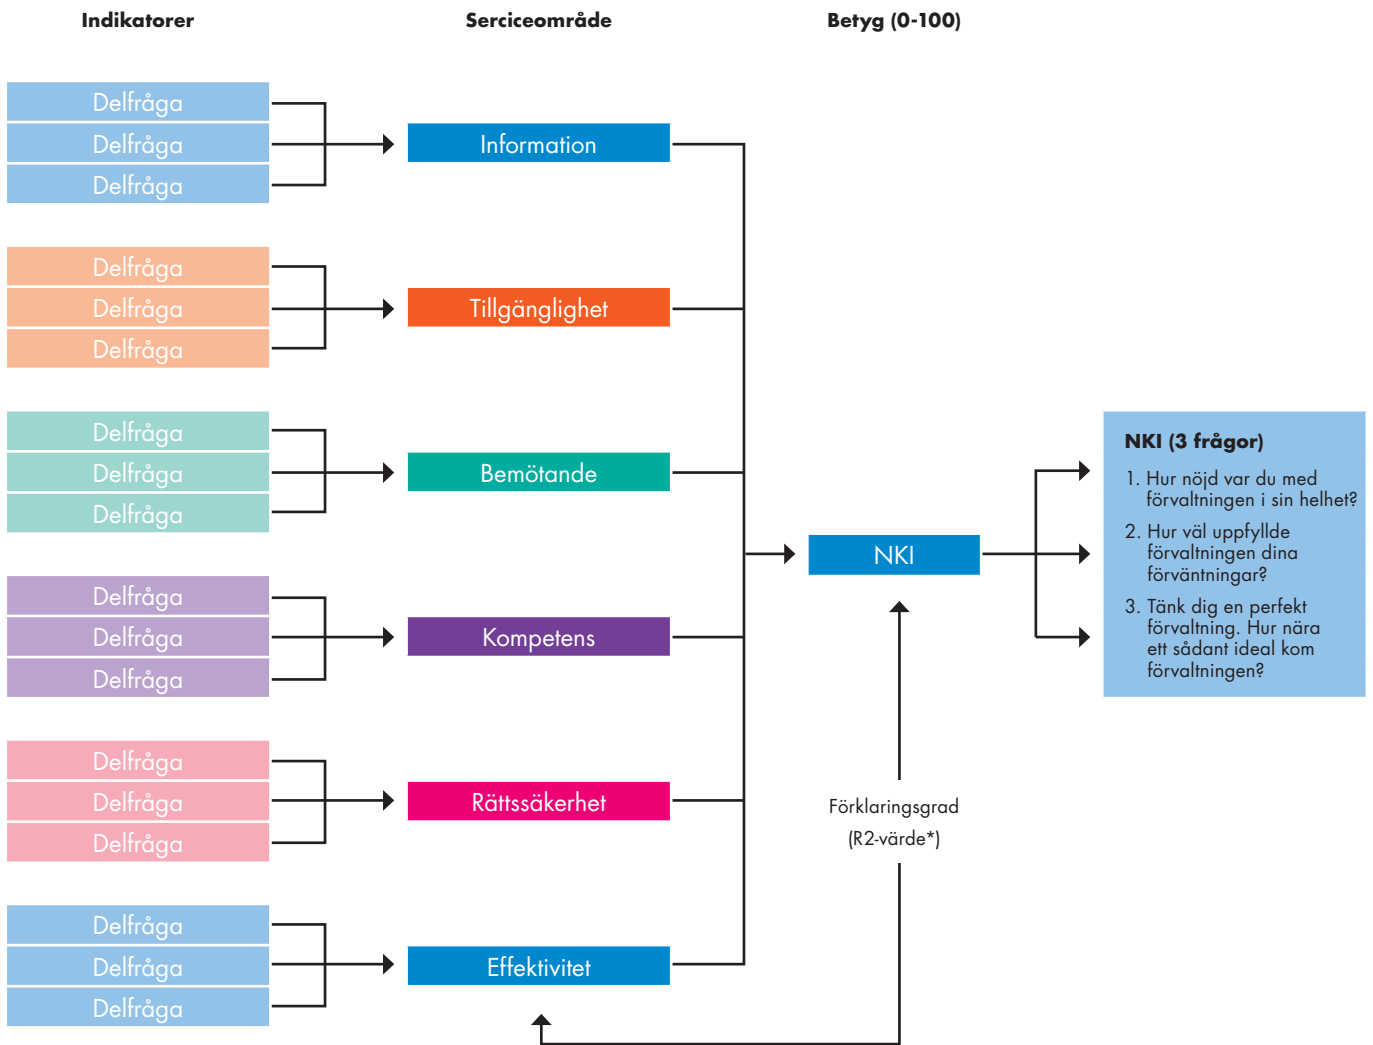 Indikatorer
Serciceområde
Betyg (0-100)
Delfråga
Delfråga
Delfråga
Information
Delfråga
Delfråga
Delfråga
Tillgänglighet
Delfråga
Delfråga
Delfråga
Bemötande
Delfråga
Delfråga
Delfråga
Kompetens
Delfråga
Delfråga
Delfråga
Rättssäkerhet
Delfråga
Delfråga
Delfråga
Effektivitet
NKI
Förklaringsgrad
(R2-värde*)
NKI (3 frågor)
1. Hur nöjd var du med
förvaltningen i sin helhet?
2. Hur väl uppfyllde
förvaltningen dina
förväntningar?
3. Tänk dig en perfekt
förvaltning. Hur nära
ett sådant ideal kom
förvaltningen?